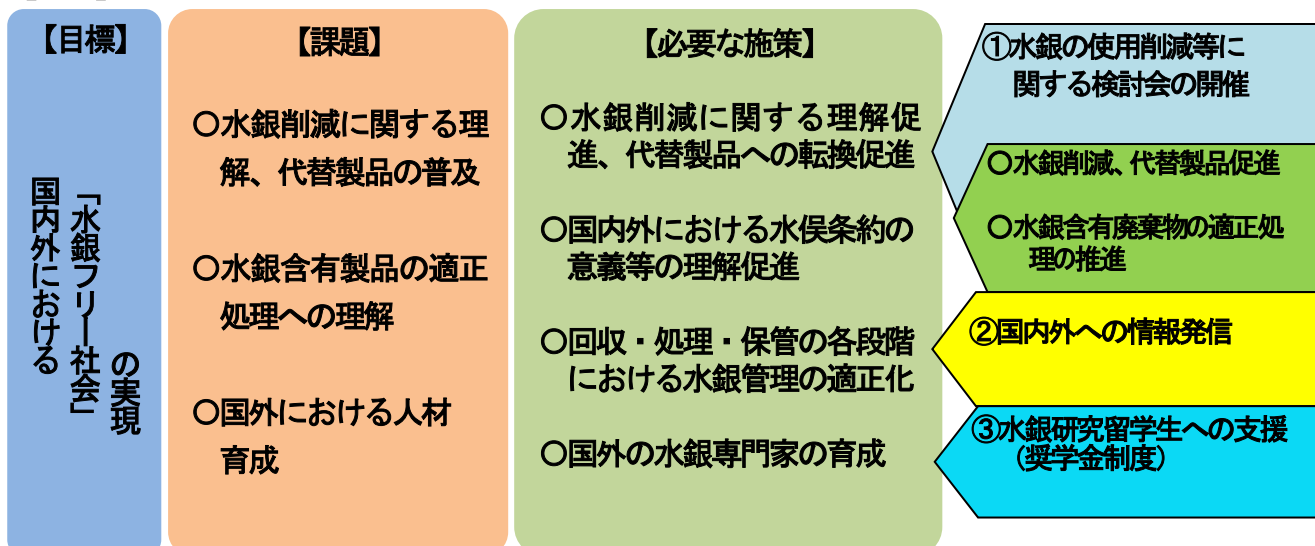 【目標】
国内外における
「水銀フリー社会」
の実現
【課題】
〇水銀削減に関する理
解、代替製品の普及
〇水銀含有製品の適正
処理への理解
〇国外における人材
育成
【必要な施策】
〇水銀削減に関する理解促
進、代替製品への転換促進
〇国内外における水俣条約の
意義等の理解促進
〇回収・処理・保管の各段階
における水銀管理の適正化
〇国外の水銀専門家の育成
①水銀の使用削減等に
関する検討会の開催
〇水銀削減、代替製品促進
〇水銀含有廃棄物の適正処
理の推進
②国内外への情報発信
③水銀研究留学生への支援
（奨学金制度）